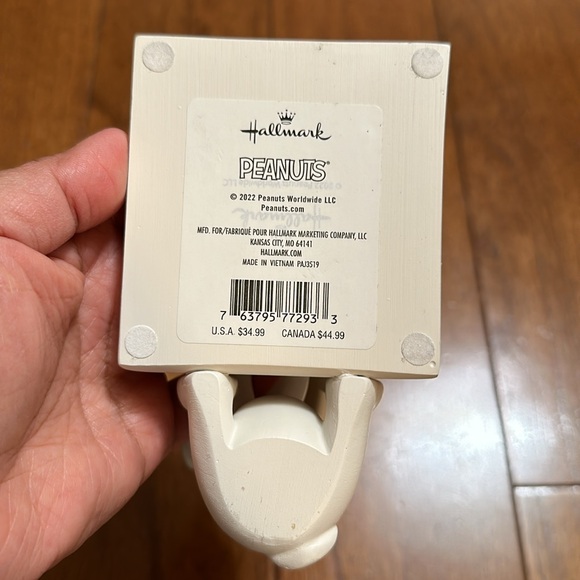 Hallmark
PEANUTS®
© 2022 Peanuts Worldwide LLC
Peanuts.com
MFD. FOR/FABRIQUÉ POUR HALLMARK MARKETING COMPANY, LLC
KANSAS CITY, MO 64141
HALLMARK.COM
MADE IN VIETNAM PAJ3519
7 63795 77293 3
U.S.A. $34.99 CANADA $44.99